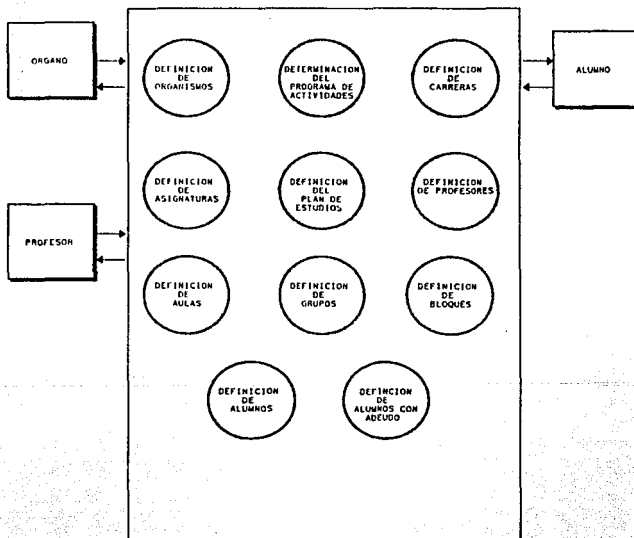 ORGANO
DEFINICION
DE
ORGANISMOS
DETERMINACION
DEL
PROGRAMA DE
ACTIVIDADES
DEFINICION
DE
CARRERAS
ALUMNO
DEFINICION
DE
ASIGNATURAS
DEFINICION
DEL
PLAN DE
ESTUDIOS
DEFINICION
DE PROFESORES
PROFESOR
DEFINICION
DE
AULAS
DEFINICION
DE
GRUPOS
DEFINICION
DE
BLOQUES
DEFINICION
DE
ALUMNOS
DEFINCION
DE
ALUMNOS CON
ADEUDO